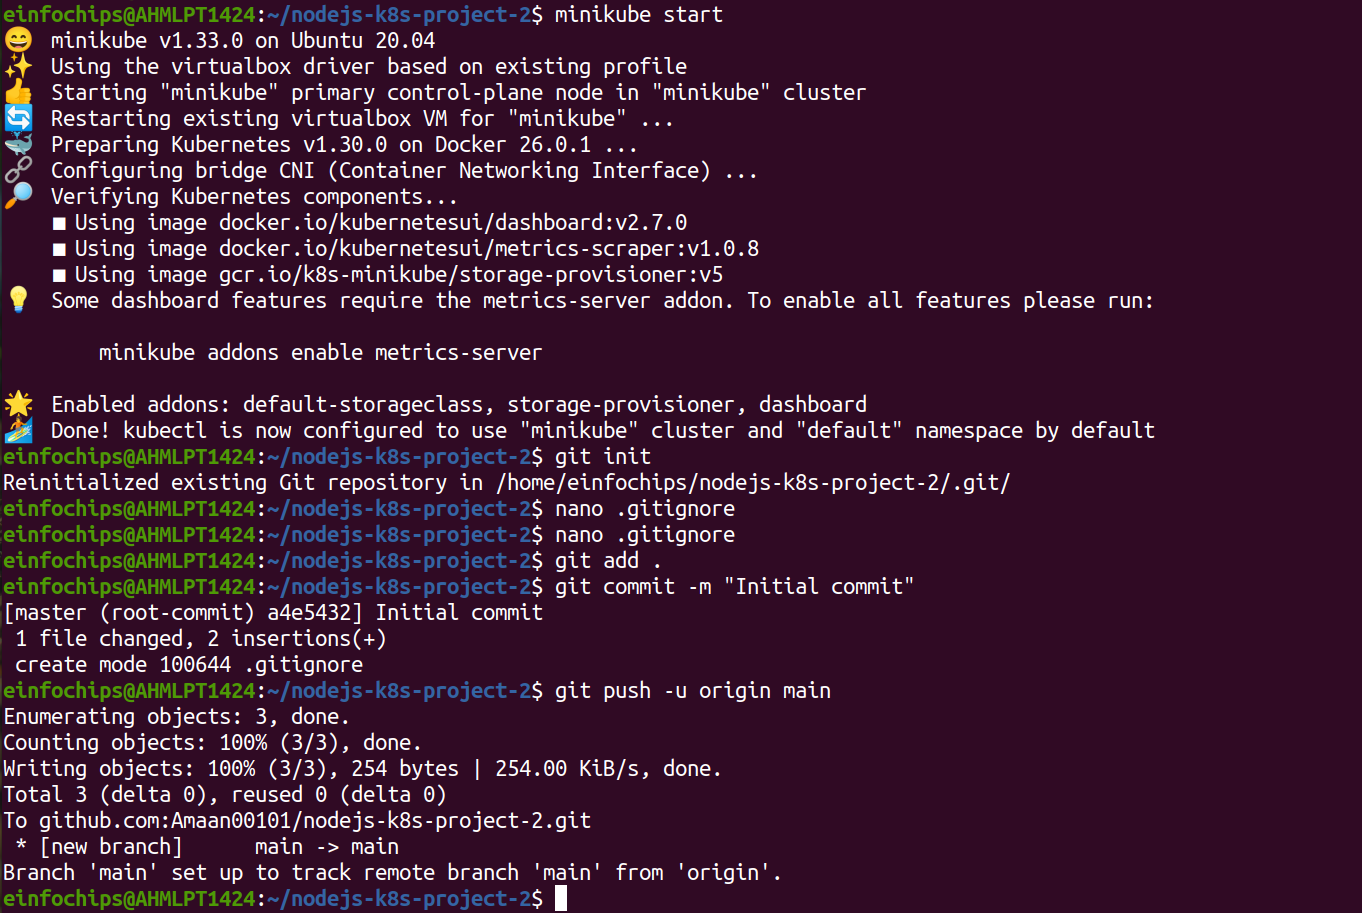 einfochips@AHMLPT1424:~/nodejs-k8s-project-2$ minikube start
minikube v1.33.0 on Ubuntu 20.04
Using the virtualbox driver based on existing profile
Starting "minikube" primary control-plane node in "minikube" cluster
Restarting existing virtualbox VM for "minikube" ...
Preparing Kubernetes v1.30.0 on Docker 26.0.1 ...
Configuring bridge CNI (Container Networking Interface) ...
Verifying Kubernetes components...
Using image docker.io/kubernetesui/dashboard:v2.7.0
Using image docker.io/kubernetesui/metrics-scraper:v1.0.8
Using image gcr.io/k8s-minikube/storage-provisioner:v5
Some dashboard features require the metrics-server addon. To enable all features please run:
minikube addons enable metrics-server
Enabled addons: default-storageclass, storage-provisioner, dashboard
Done! kubectl is now configured to use "minikube" cluster and "default" namespace by default
einfochips@AHMLPT1424:~/nodejs-k8s-project-2$ git init
Reinitialized existing Git repository in /home/einfochips/nodejs-k8s-project-2/.git/
einfochips@AHMLPT1424:~/nodejs-k8s-project-2$ nano .gitignore
einfochips@AHMLPT1424:~/nodejs-k8s-project-2$ nano .gitignore
einfochips@AHMLPT1424:~/nodejs-k8s-project-2$ git add .
einfochips@AHMLPT1424:~/nodejs-k8s-project-2$ git commit -m "Initial commit"
[master (root-commit) a4e5432] Initial commit
1 file changed, 2 insertions(+)
create mode 100644 .gitignore
einfochips@AHMLPT1424:~/nodejs-k8s-project-2$ git push -u origin main
Enumerating objects: 3, done.
Counting objects: 100% (3/3), done.
Writing objects: 100% (3/3), 254 bytes | 254.00 KiB/s, done.
Total 3 (delta 0), reused 0 (delta 0)
To github.com:Amaan00101/nodejs-k8s-project-2.git
* [new branch]      main -> main
Branch 'main' set up to track remote branch 'main' from 'origin'.
einfochips@AHMLPT1424:~/nodejs-k8s-project-2$